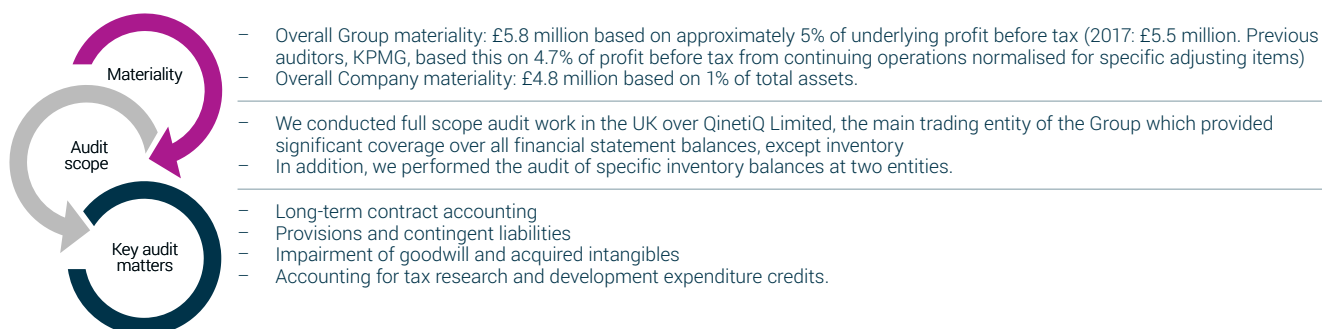 Materiality
– Overall Group materiality: £5.8 million based on approximately 5% of underlying profit before tax (2017: £5.5 million. Previous
auditors, KPMG, based this on 4.7% of profit before tax from continuing operations normalised for specific adjusting items)
– Overall Company materiality: £4.8 million based on 1% of total assets.
Audit
scope
– We conducted full scope audit work in the UK over QinetiQ Limited, the main trading entity of the Group which provided
significant coverage over all financial statement balances, except inventory
– In addition, we performed the audit of specific inventory balances at two entities.
Key audit
matters
– Long-term contract accounting
– Provisions and contingent liabilities
– Impairment of goodwill and acquired intangibles
– Accounting for tax research and development expenditure credits.